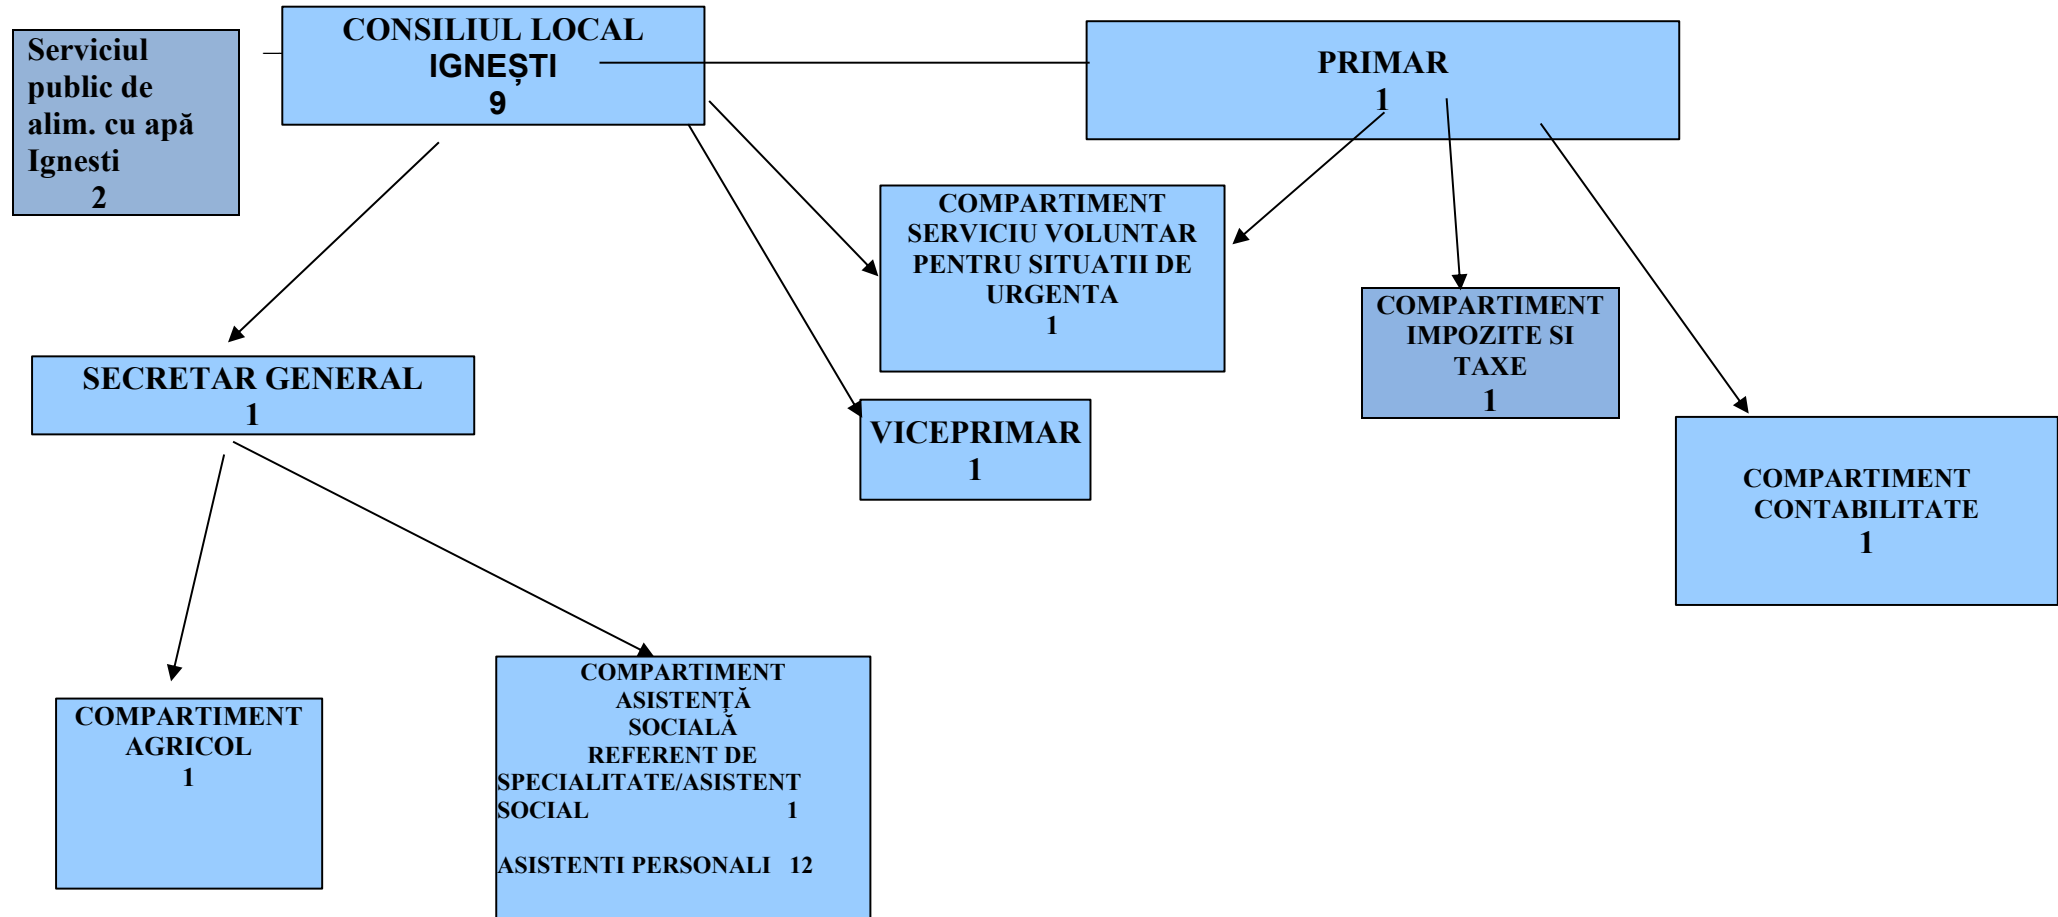 Serviciul
public de
alim. cu apă
Ignesti
2
CONSILIUL LOCAL
IGNEȘTI
9
PRIMAR
1
COMPARTIMENT
SERVICIU VOLUNTAR
PENTRU SITUATII DE
URGENTA
1
COMPARTIMENT
IMPOZITE SI
TAXE
1
SECRETAR GENERAL
1
VICEPRIMAR
1
COMPARTIMENT
CONTABILITATE
1
COMPARTIMENT
AGRICOL
1
COMPARTIMENT
ASISTENȚĂ
SOCIALĂ
REFERENT DE
SPECIALITATE/ASISTENT
SOCIAL 1
ASISTENTI PERSONALI 12